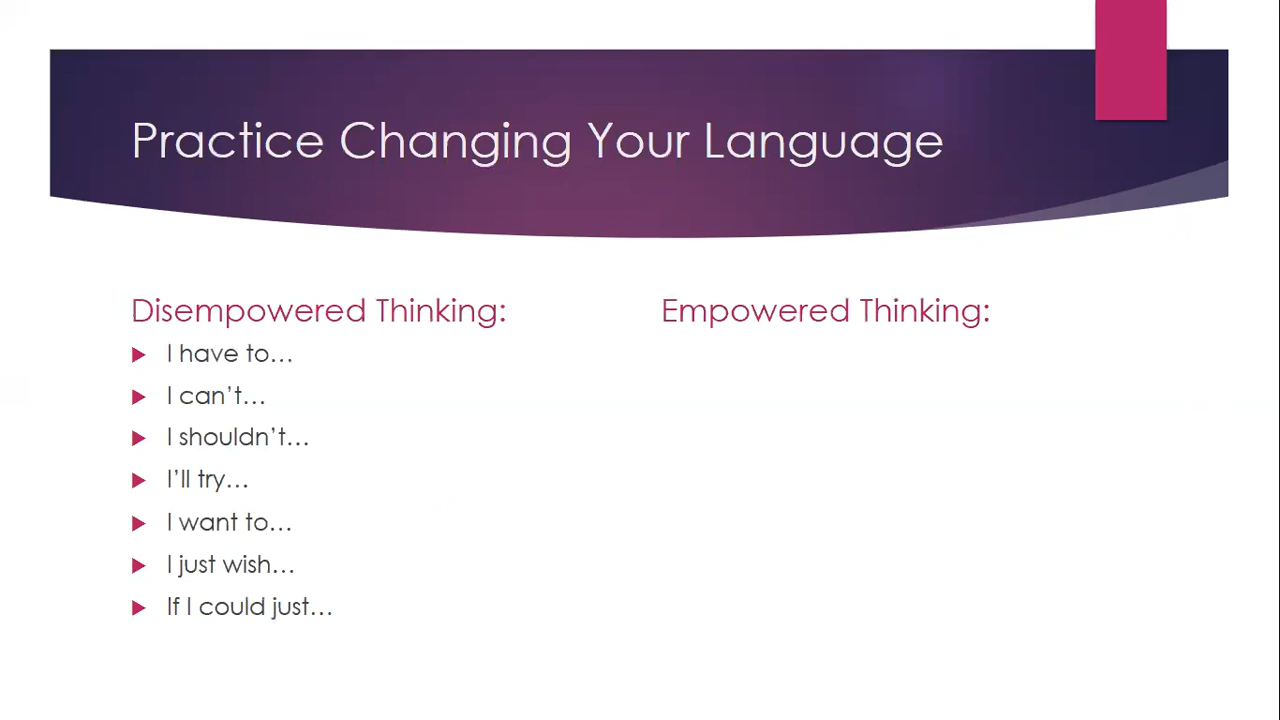 Practice Changing Your Language
Disempowered Thinking:
I have to…
I can’t…
I shouldn’t…
I’ll try…
I want to…
I just wish…
If I could just…
Empowered Thinking: